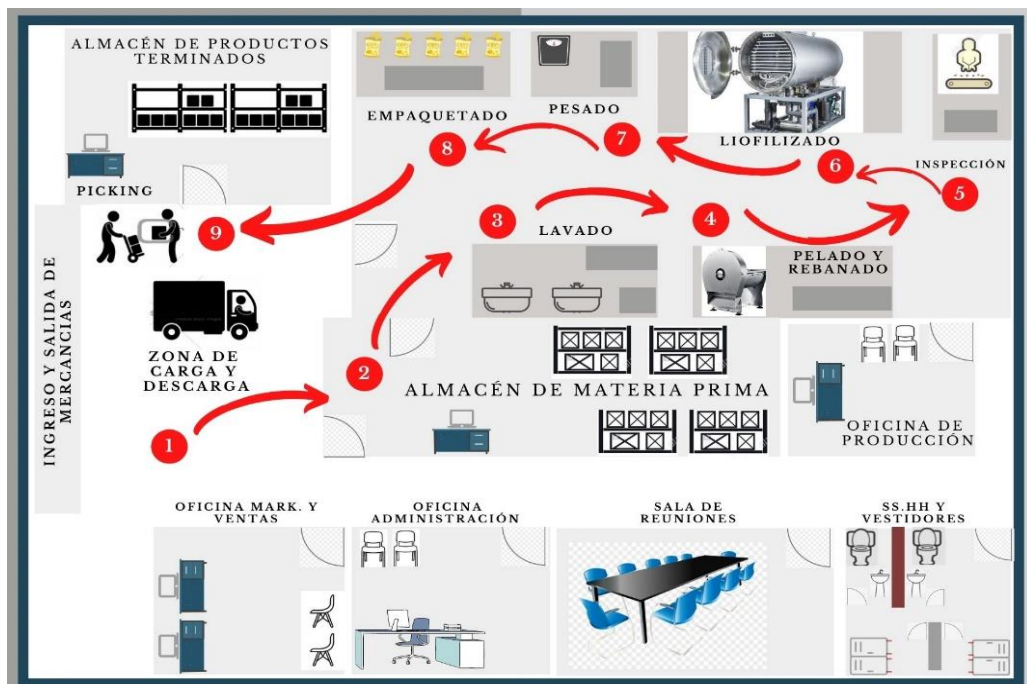 ALMACÉN DE PRODUCTOS
TERMINADOS
PICKING
EMPAQUETADO
PESADO
LIOFILIZADO
INSPECCIÓN
8
7
6
5
9
3
4
LAVADO
PELADO Y
REBANADO
INGRESO Y SALIDA DE
MERCANCIAS
ZONA DE
CARGA Y
DESCARGA
2
1
ALMACÉN DE MATERIA PRIMA
OFICINA DE
PRODUCCIÓN
OFICINA MARK. Y
VENTAS
OFICINA
ADMINISTRACIÓN
SALA DE
REUNIONES
SS.HH Y
VESTIDORES